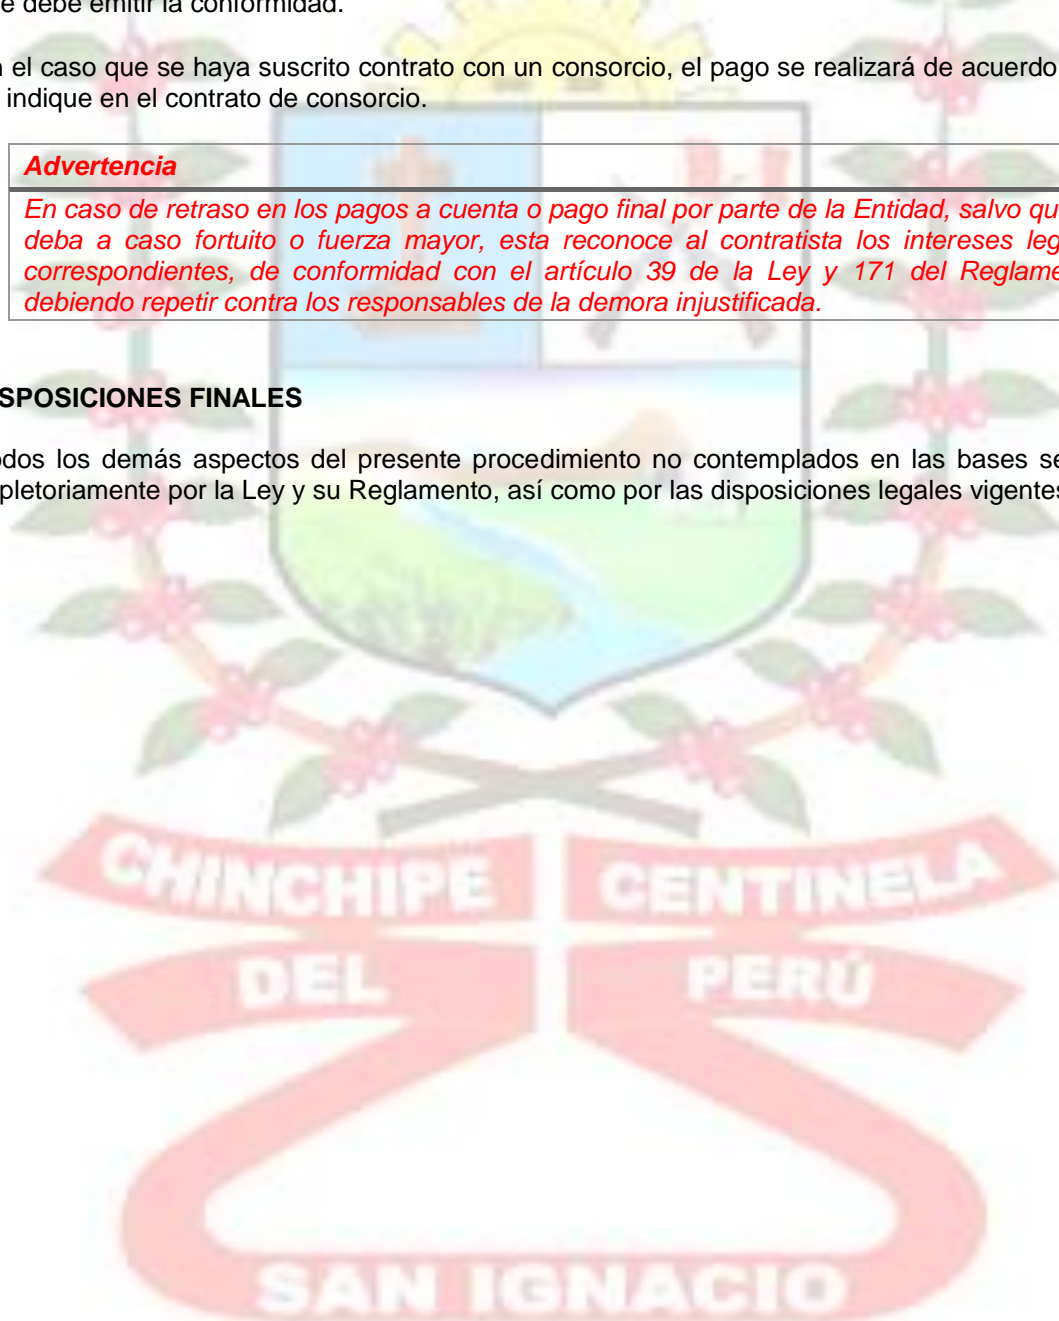 e debe emitir la conformidad.
el caso que se haya suscrito contrato con un consorcio, el pago se realizará de acuerdo
indique en el contrato de consorcio.
Advertencia
En caso de retraso en los pagos a cuenta o pago final por parte de la Entidad, salvo qu
deba a caso fortuito o fuerza mayor, esta reconoce al contratista los intereses leg
correspondientes, de conformidad con el artículo 39 de la Ley y 171 del Reglame
debiendo repetir contra los responsables de la demora injustificada.
SPOSICIONES FINALES
odos los demás aspectos del presente procedimiento no contemplados en las bases se
pletoriamente por la Ley y su Reglamento, así como por las disposiciones legales vigentes
CHINCHIPE CENTINELA
DEL PERÚ
SAN IGNACIO